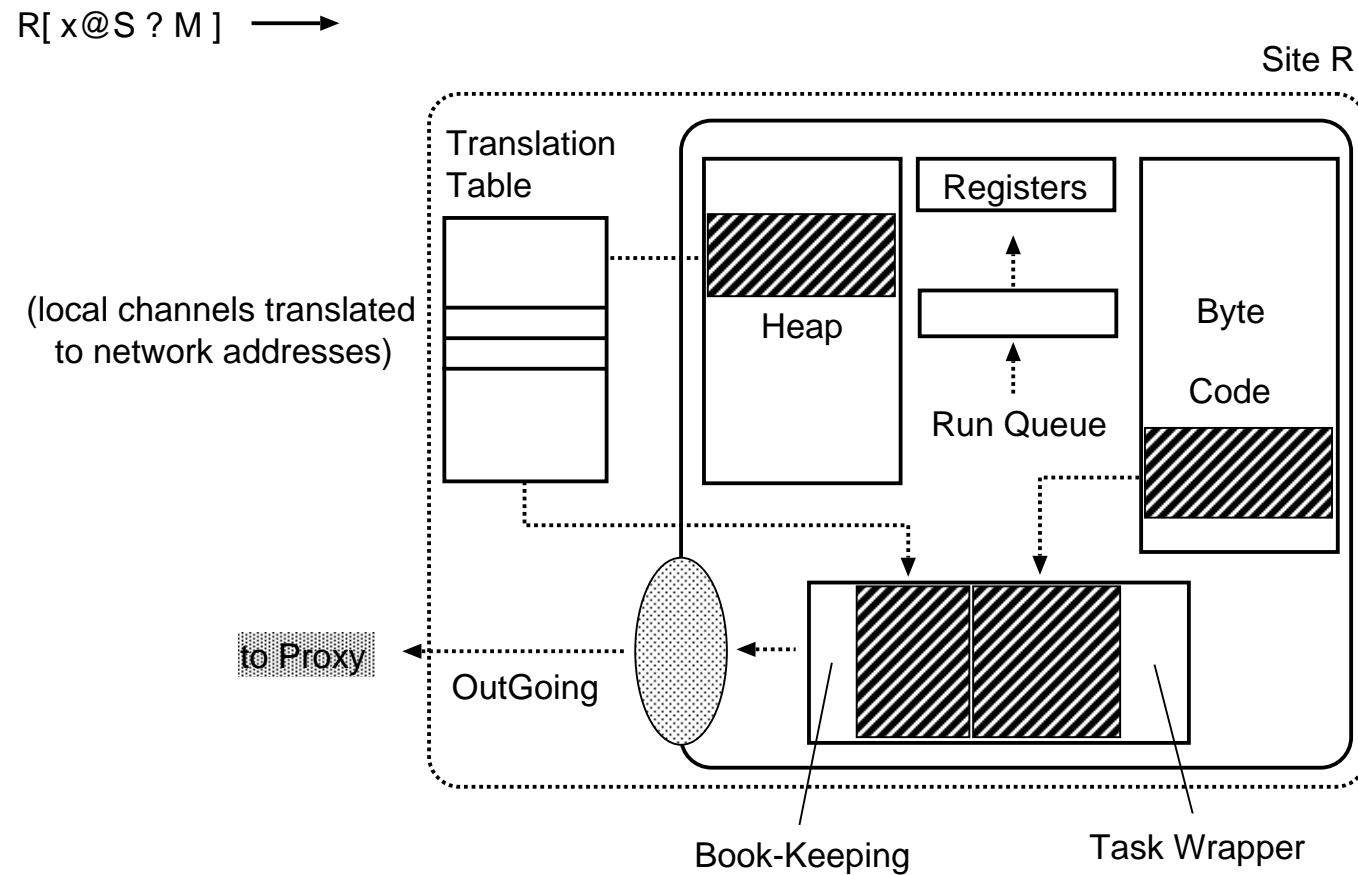 R[ x@S ? M ]
Site R
Translation
Table
Registers
(local channels translated
to network addresses)
Heap
Byte
Code
Run Queue
to Proxy
OutGoing
Book-Keeping
Task Wrapper